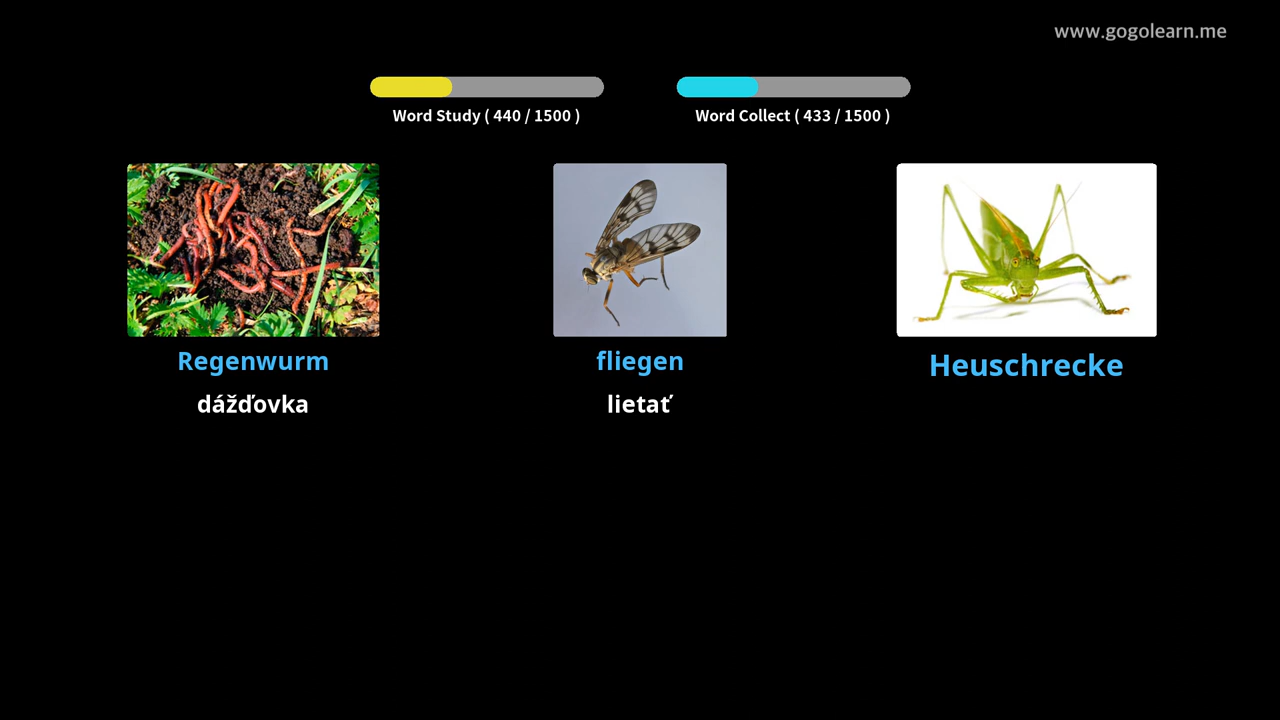 www.gogolearn.me
Word Study ( 440 / 1500 )
Word Collect ( 433 / 1500 )
Regenwurm
dážďovka
fliegen
lietať
Heuschrecke